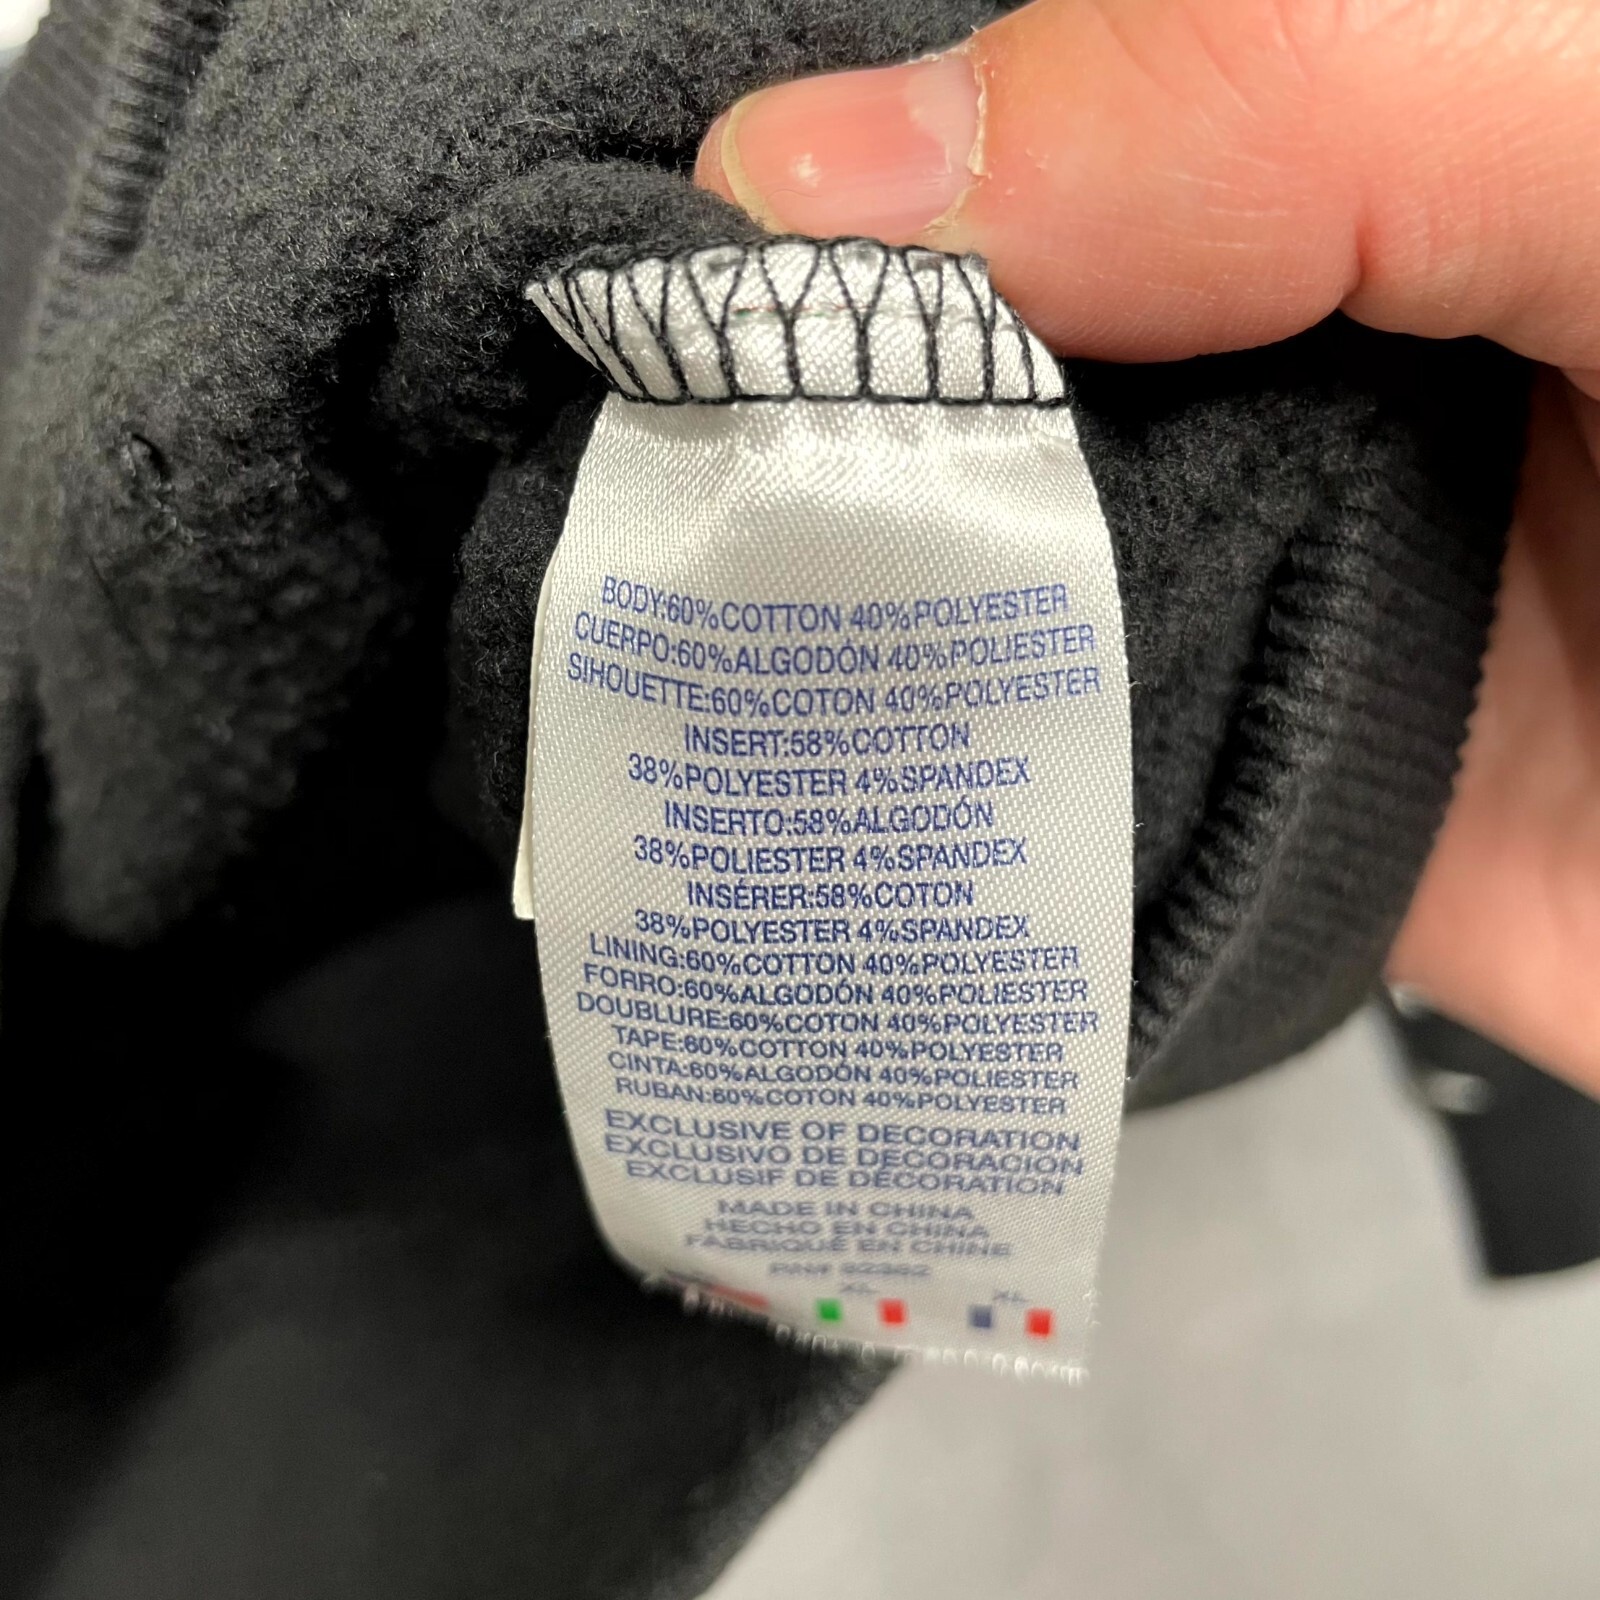 BODY:60%COTTON 40%POLYESTER
CUERPO:60%ALGODÓN 40%POLIESTER
SIHOUETTE:60%COTON 40%POLYESTER
INSERT:58%COTTON
38%POLYESTER 4%SPANDEX
INSERTO:58%ALGODÓN
38%POLIESTER 4%SPANDEX
INSÉRER:58%COTON
38%POLYESTER 4%SPANDEX
LINING:60%COTTON 40%POLYESTER
FORRO:60%ALGODÓN 40%POLIESTER
DOUBLURE:60%COTON 40%POLYESTER
TAPE:60%COTTON 40%POLYESTER
CINTA:60%ALGODÓN 40%POLIESTER
RUBAN:60%COTON 40%POLYESTER
EXCLUSIVE OF DECORATION
EXCLUSIVO DE DECORACIÓN
EXCLUSIF DE DÉCORATION
MADE IN CHINA
HECHO EN CHINA
FABRIQUÉ EN CHINE
RN#
XL XL